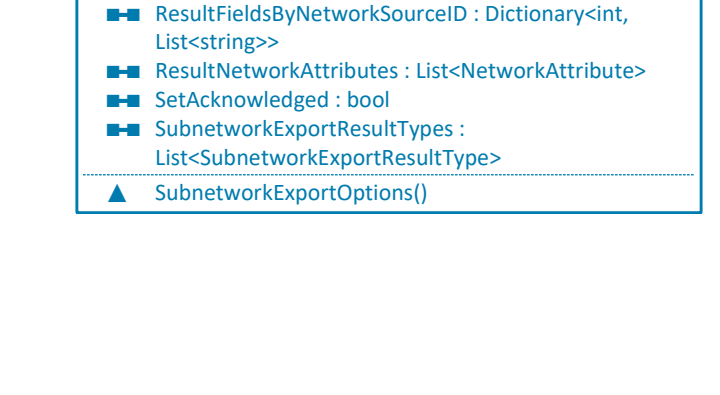 ResultFieldsByNetworkSourceID : Dictionary<int,
List<string>>
ResultNetworkAttributes : List<NetworkAttribute>
SetAcknowledged : bool
SubnetworkExportResultTypes :
List<SubnetworkExportResultType>
SubnetworkExportOptions()